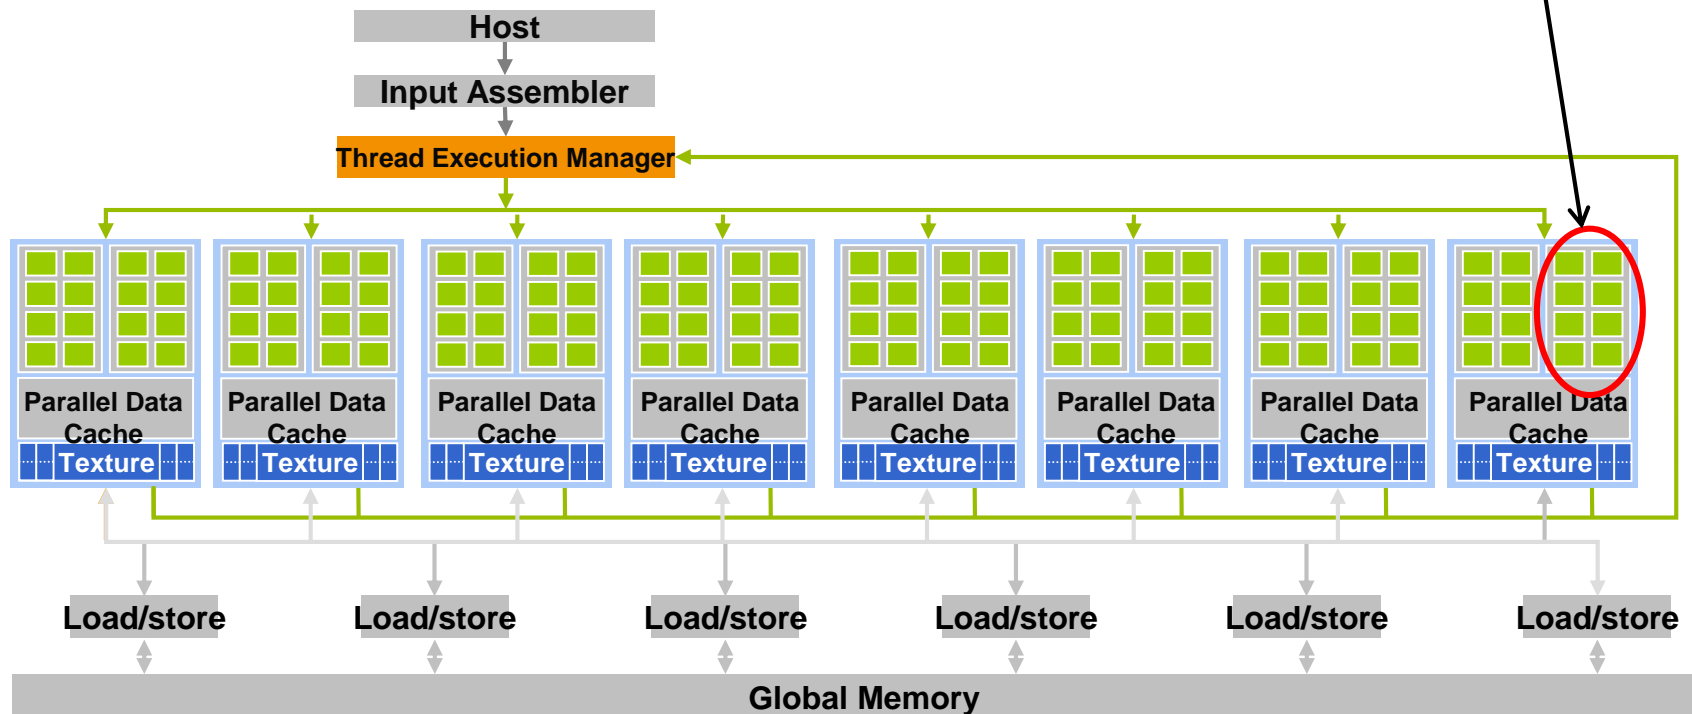 Host
Input Assembler
Thread Execution Manager
Parallel Data Parallel Data Parallel Data Parallel Data Parallel Data Parallel Data Parallel Data Parallel Data
Cache Cache Cache Cache Cache Cache Cache Cache
Texture Texture Texture Texture Texture Texture Texture Texture
Load/store Load/store Load/store Load/store Load/store Load/store
Global Memory